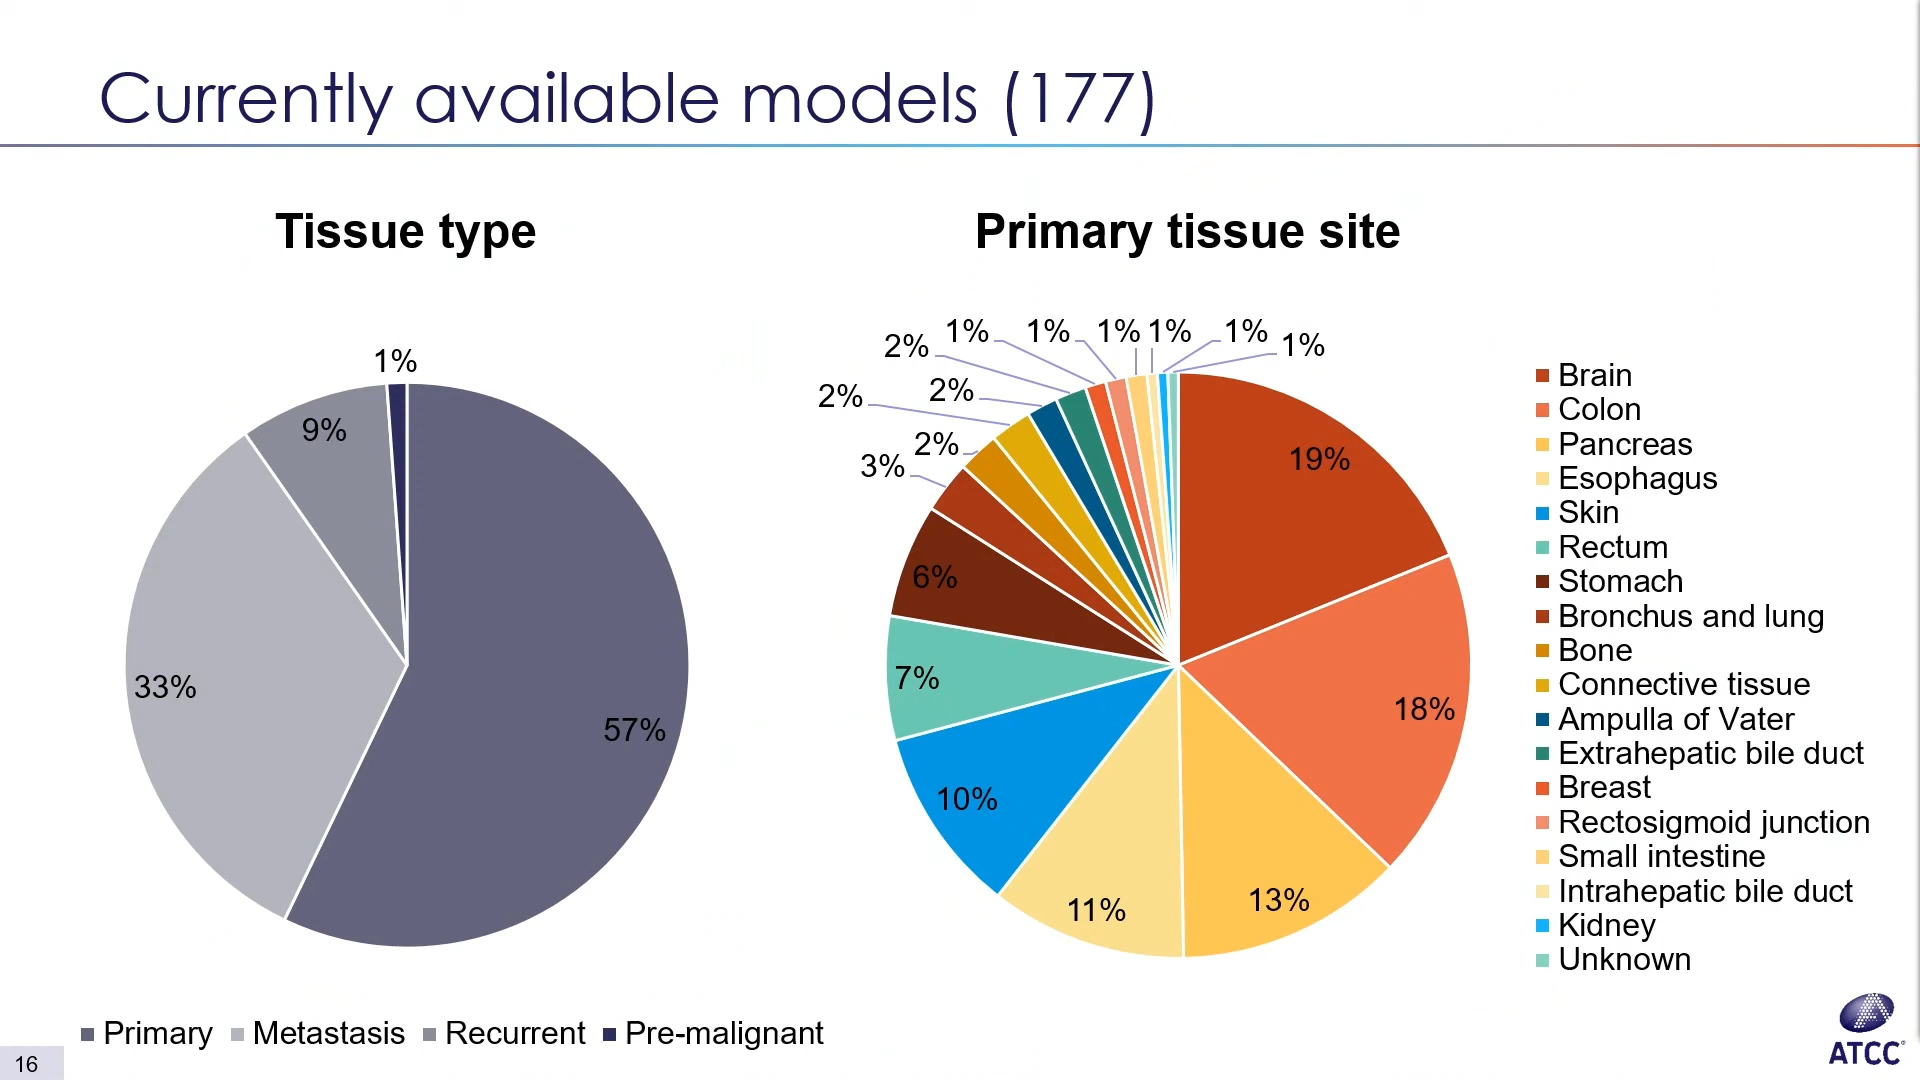 Currently available models (177)
Tissue type
1%
9%
33%
57%
Primary Metastasis Recurrent Pre-malignant
Primary tissue site
19%
18%
13%
11%
10%
7%
6%
3%
2%
2%
2%
2%
1%
1%
1%
1%
1%
1%
Brain
Colon
Pancreas
Esophagus
Skin
Rectum
Stomach
Bronchus and lung
Bone
Connective tissue
Ampulla of Vater
Extrahepatic bile duct
Breast
Rectosigmoid junction
Small intestine
Intrahepatic bile duct
Kidney
Unknown
ATCC®
16